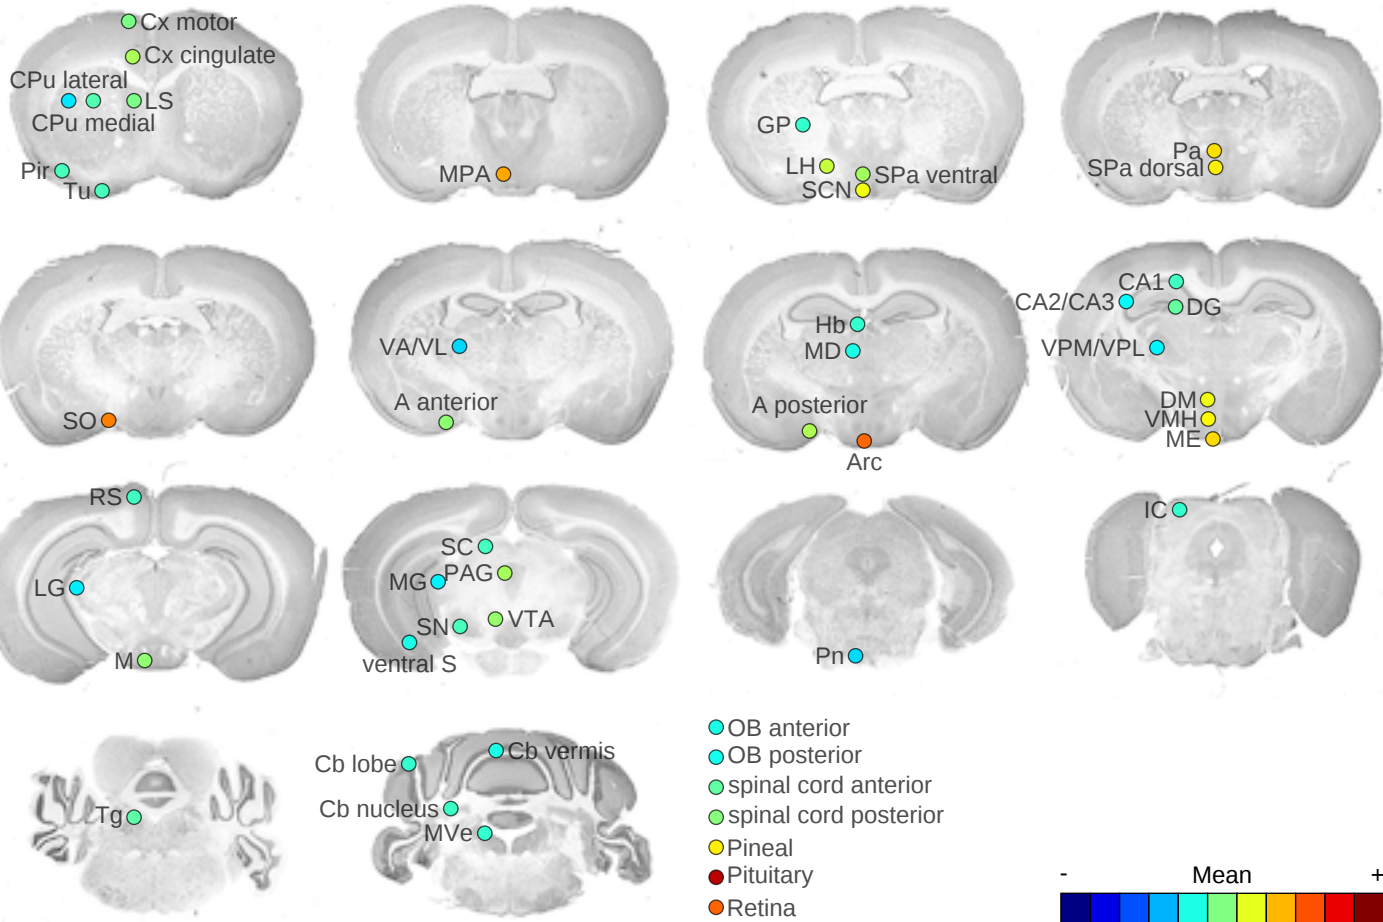 Cx motor
Cx cingulate
CPu lateral
LS
CPu medial
Pir
Tu
MPA
GP
LH
SPa ventral
SCN
Pa
SPa dorsal
SO
VA/VL
A anterior
Hb
MD
A posterior
Arc
CA1
CA2/CA3
DG
VPM/VPL
DM
VMH
ME
RS
LG
M
SC
MG
PAG
SN
VTA
ventral S
Pn
IC
Tg
Cb lobe
Cb vermis
Cb nucleus
MVe
OB anterior
OB posterior
spinal cord anterior
spinal cord posterior
Pineal
Pituitary
Retina
- Mean +